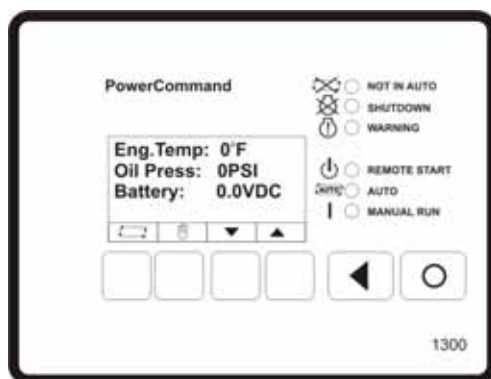 PowerCommand
NOT IN AUTO
SHUTDOWN
WARNING
Eng.Temp: 0°F
Oil Press: 0PSI
Battery: 0.0VDC
REMOTE START
AUTO
MANUAL RUN
1300